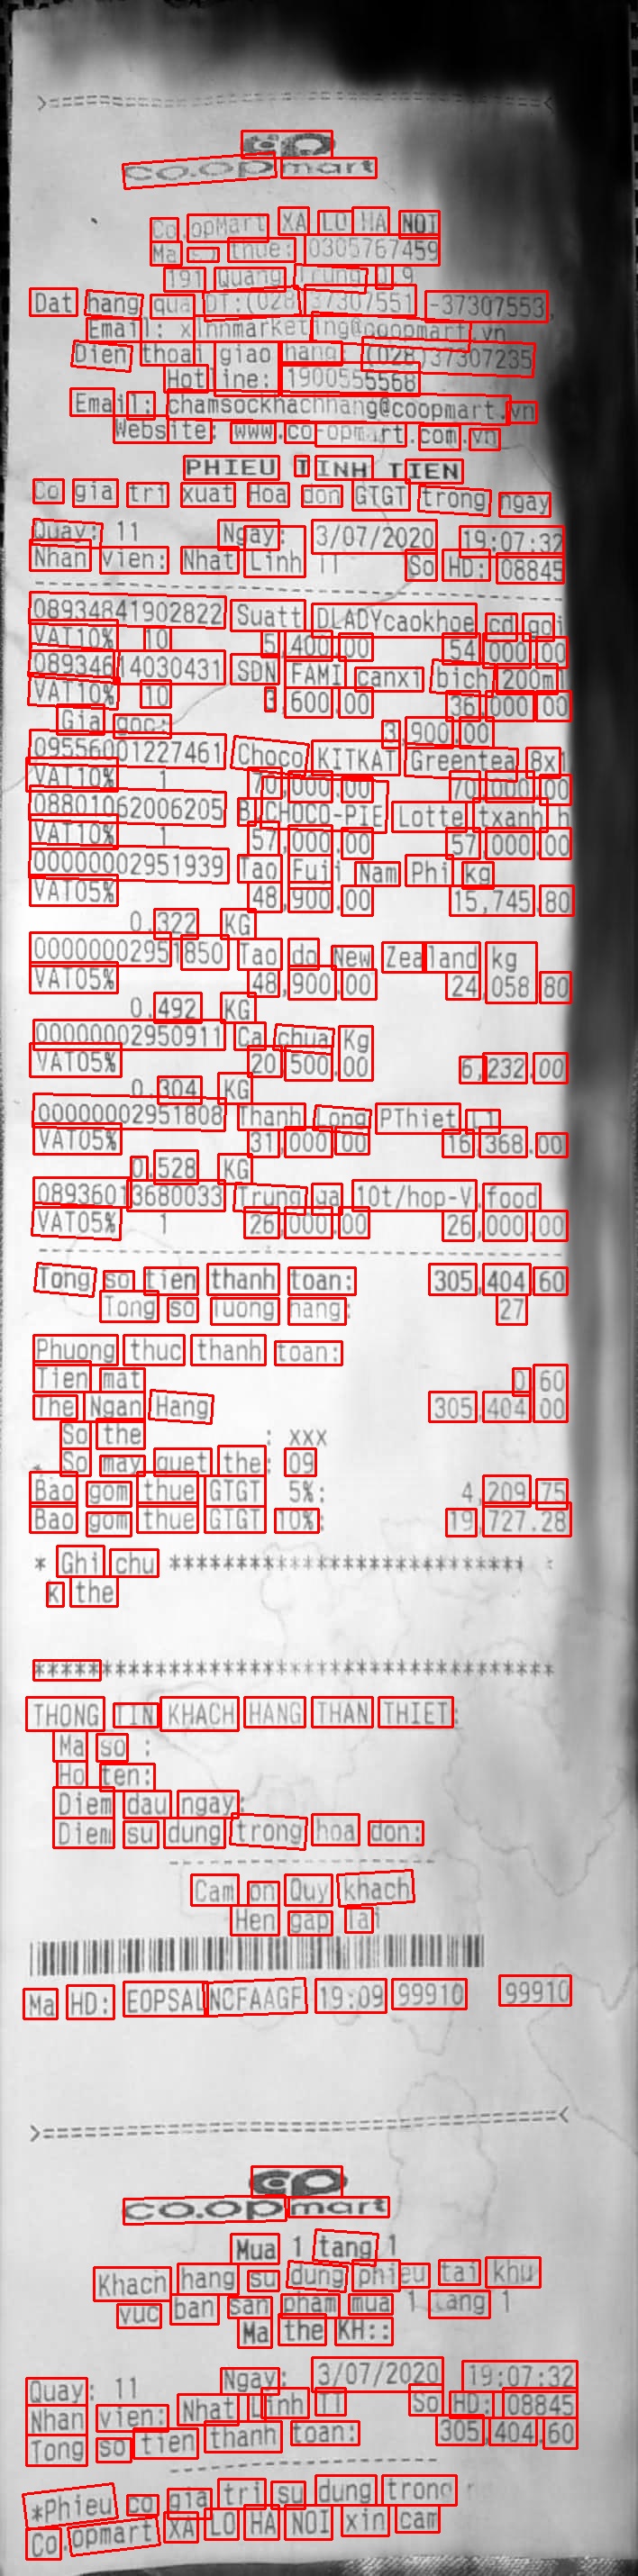 co.opmart
Co.opMart XA LO HA NOI
Ma thue: 0305767459
191 Quang Trung
Dat hang qua DT:(028)37307551 -37307553,
Email: xlhnmarketing@coopmart.vn
Dien thoai giao hang: (028)37307235
Hotline: 1900555568
Email: chamsockhachhang@coopmart.vn
Website: www.co-opmart.com.vn
PHIEU TINH TIEN
Co gia tri xuat Hoa don GTGT trong ngay
Quay: 11 Ngay: 3/07/2020 19:07:32
Nhan vien: Nhat Linh TT So HD: 08845
08934841902822 Suatt DLADYcaokhoe cd goi
VAT10% 10 5,400.00 54,000.00
08934614030431 SDN FAMI canxi bich 200ml
VAT10% 10 3,600.00 36,000.00
Gia goc: 3,900.00
09556001227461 Choco KITKAT Greentea 8x1
VAT10% 1 70,000.00 70,000.00
08801062006205 B.CHOCO-PIE Lotte txanh h
VAT10% 1 57,000.00 57,000.00
00000002951939 Tao Fuji Nam Phi kg
VAT05% 48,900.00 15,745.80
0.322 KG
00000002951850 Tao do New Zealand kg
VAT05% 48,900.00 24,058.80
0.492 KG
00000002950911 Ca chua Kg
VAT05% 20,500.00 6,232.00
0.304 KG
00000002951808 Thanh Long PThiet L1
VAT05% 31,000.00 16,368.00
0.528 KG
08936013680033 Trung ga 10t/hop-V.food
VAT05% 1 26,000.00 26,000.00
Tong so tien thanh toan: 305,404.60
Tong so luong hang: 27
Phuong thuc thanh toan:
Tien mat 0.60
The Ngan Hang 305,404.00
So the : XXX
So may quet the: 09
Bao gom thue GTGT 5%: 4,209.75
Bao gom thue GTGT 10%: 19,727.28
* Ghi chu **************************
K the
***************************************
THONG TIN KHACH HANG THAN THIET:
Ma so :
Ho ten:
Diem dau ngay:
Diem su dung trong hoa don:
Cam on Quy khach
Hen gap lai
Ma HD: EOPSALNCFAAGF 19:09 99910 99910
co.opmart
Mua 1 tang 1
Khach hang su dung phieu tai khu
vuc ban san pham mua 1 tang 1
Ma the KH::
Quay: 11 Ngay: 3/07/2020 19:07:32
Nhan vien: Nhat Linh TT So HD: 08845
Tong so tien thanh toan: 305,404.60
*Phieu co gia tri su dung trong
Co.opmart XA LO HA NOI xin cam